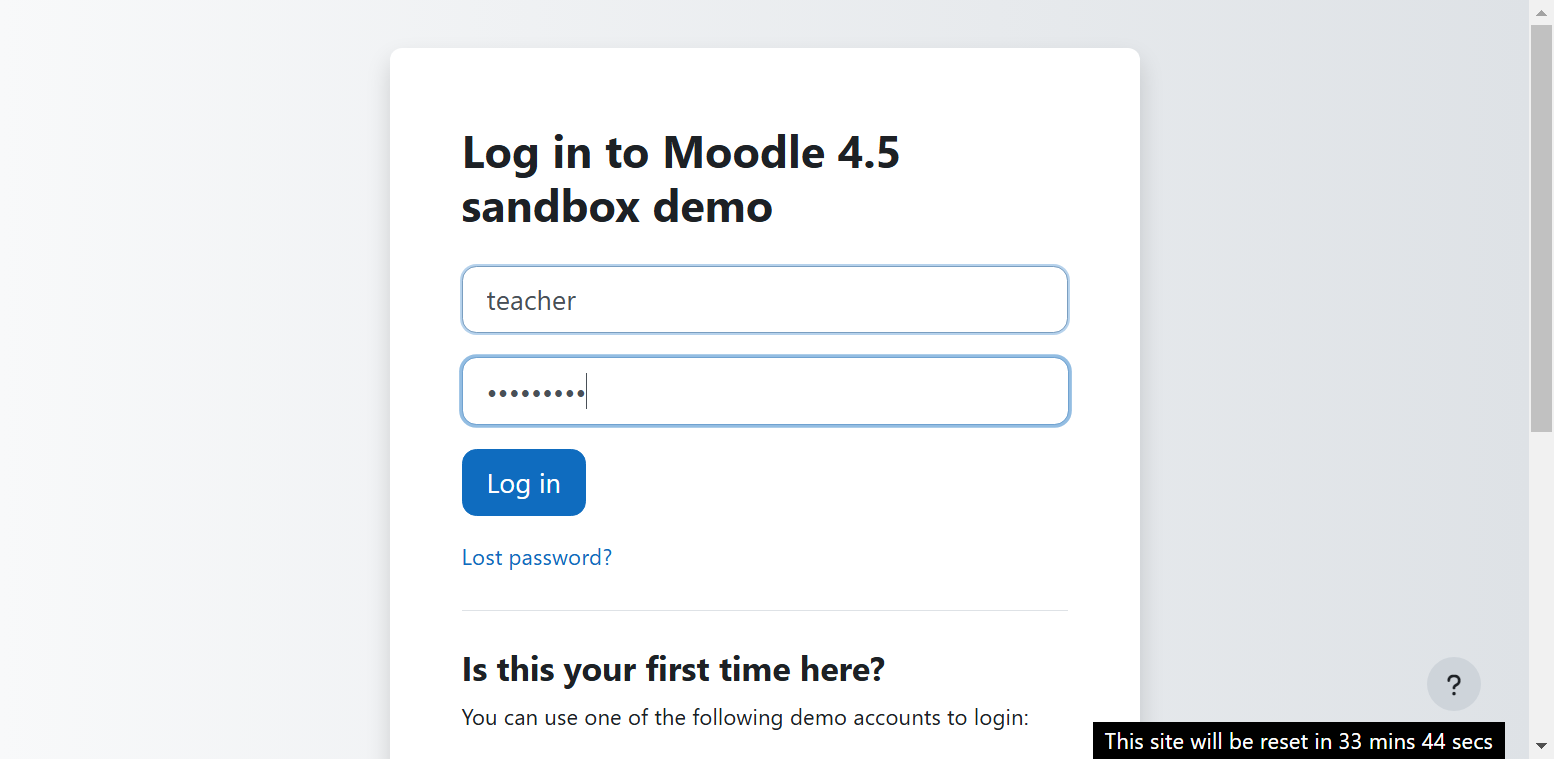 Log in to Moodle 4.5
sandbox demo
teacher
•••••••••
Log in
Lost password?
Is this your first time here?
You can use one of the following demo accounts to login:
?
This site will be reset in 33 mins 44 secs